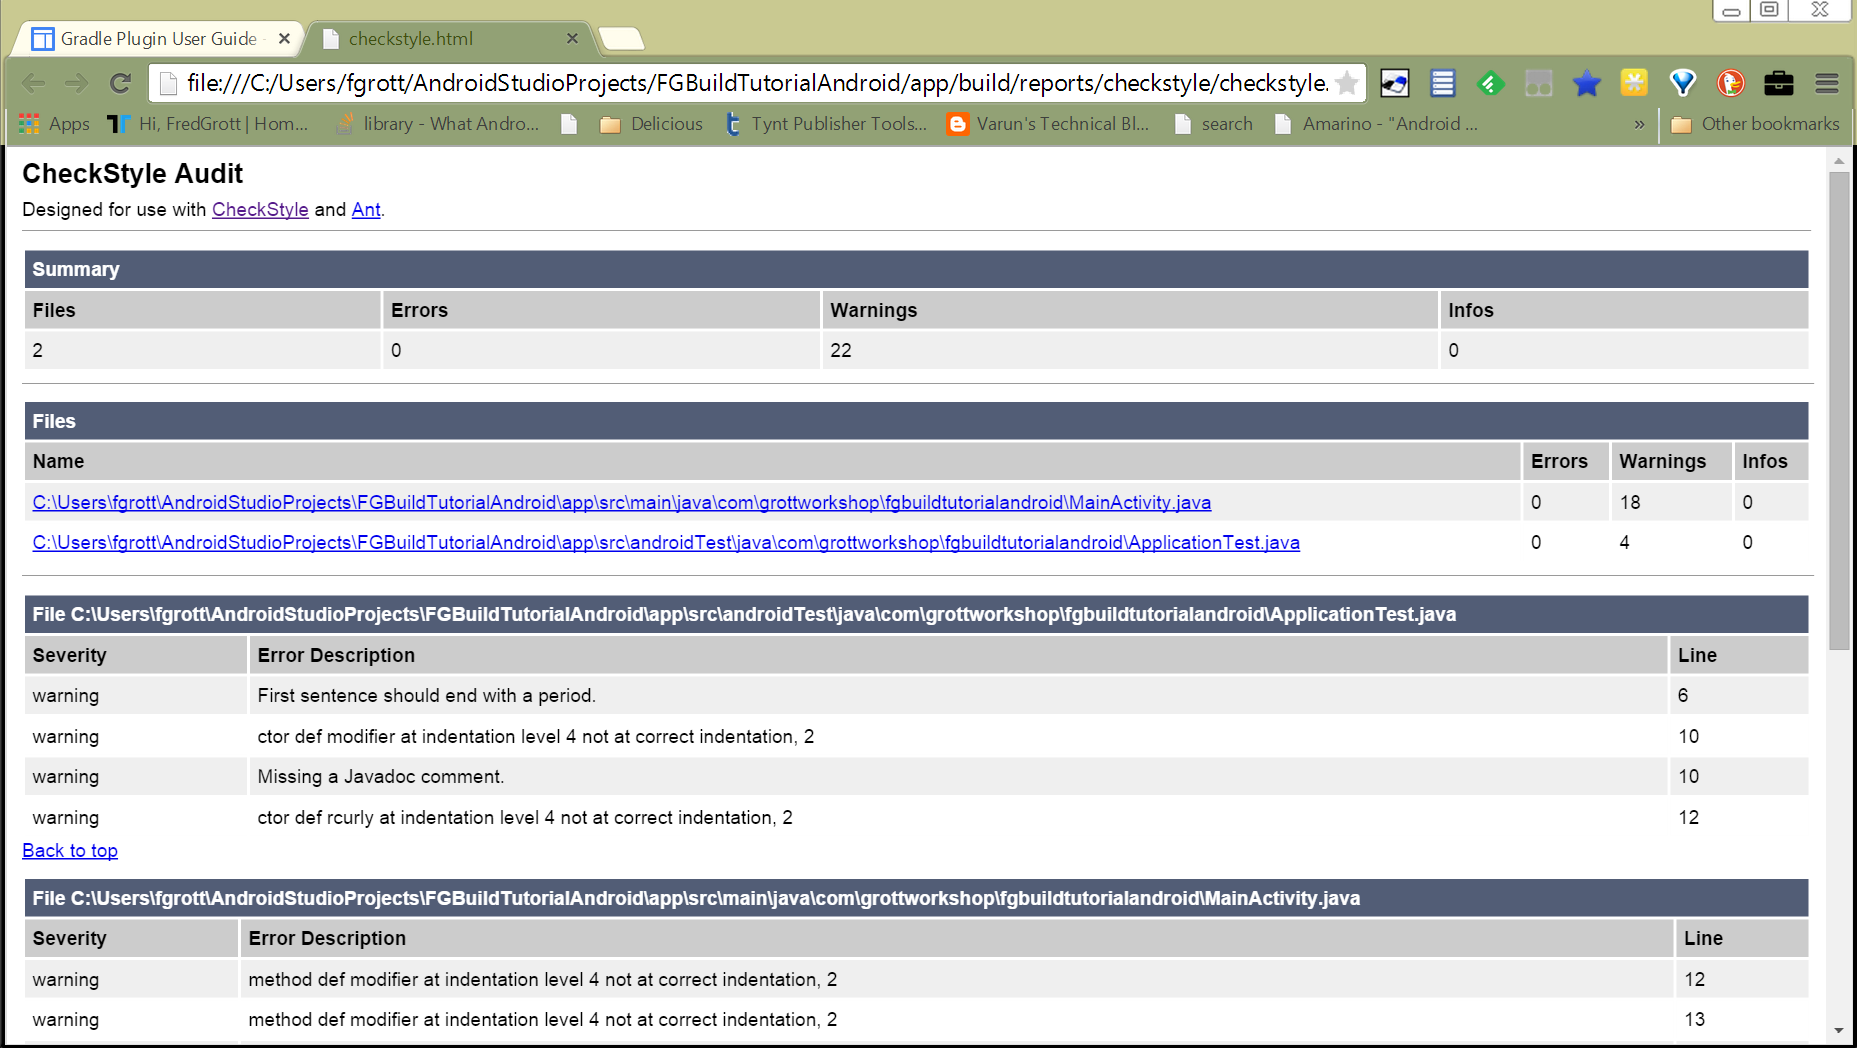 Gradle Plugin User Guide
checkstyle.html
file:///C:/Users/fgrott/AndroidStudioProjects/FGBuildTutorialAndroid/app/build/reports/checkstyle/checkstyle.
Apps Hi, FredGrott | Hom... library - What Andro... Delicious Tynt Publisher Tools... Varun's Technical Bl... search Amarino - "Android ... » Other bookmarks
CheckStyle Audit
Designed for use with CheckStyle and Ant.
Summary
Files Errors Warnings Infos
2 0 22 0
Files
Name Errors Warnings Infos
C:\Users\fgrott\AndroidStudioProjects\FGBuildTutorialAndroid\app\src\main\java\com\grottworkshop\fgbuildtutorialandroid\MainActivity.java 0 18 0
C:\Users\fgrott\AndroidStudioProjects\FGBuildTutorialAndroid\app\src\androidTest\java\com\grottworkshop\fgbuildtutorialandroid\ApplicationTest.java 0 4 0
File C:\Users\fgrott\AndroidStudioProjects\FGBuildTutorialAndroid\app\src\androidTest\java\com\grottworkshop\fgbuildtutorialandroid\ApplicationTest.java
Severity Error Description Line
warning First sentence should end with a period. 6
warning ctor def modifier at indentation level 4 not at correct indentation, 2 10
warning Missing a Javadoc comment. 10
warning ctor def rcurly at indentation level 4 not at correct indentation, 2 12
Back to top
File C:\Users\fgrott\AndroidStudioProjects\FGBuildTutorialAndroid\app\src\main\java\com\grottworkshop\fgbuildtutorialandroid\MainActivity.java
Severity Error Description Line
warning method def modifier at indentation level 4 not at correct indentation, 2 12
warning method def modifier at indentation level 4 not at correct indentation, 2 13